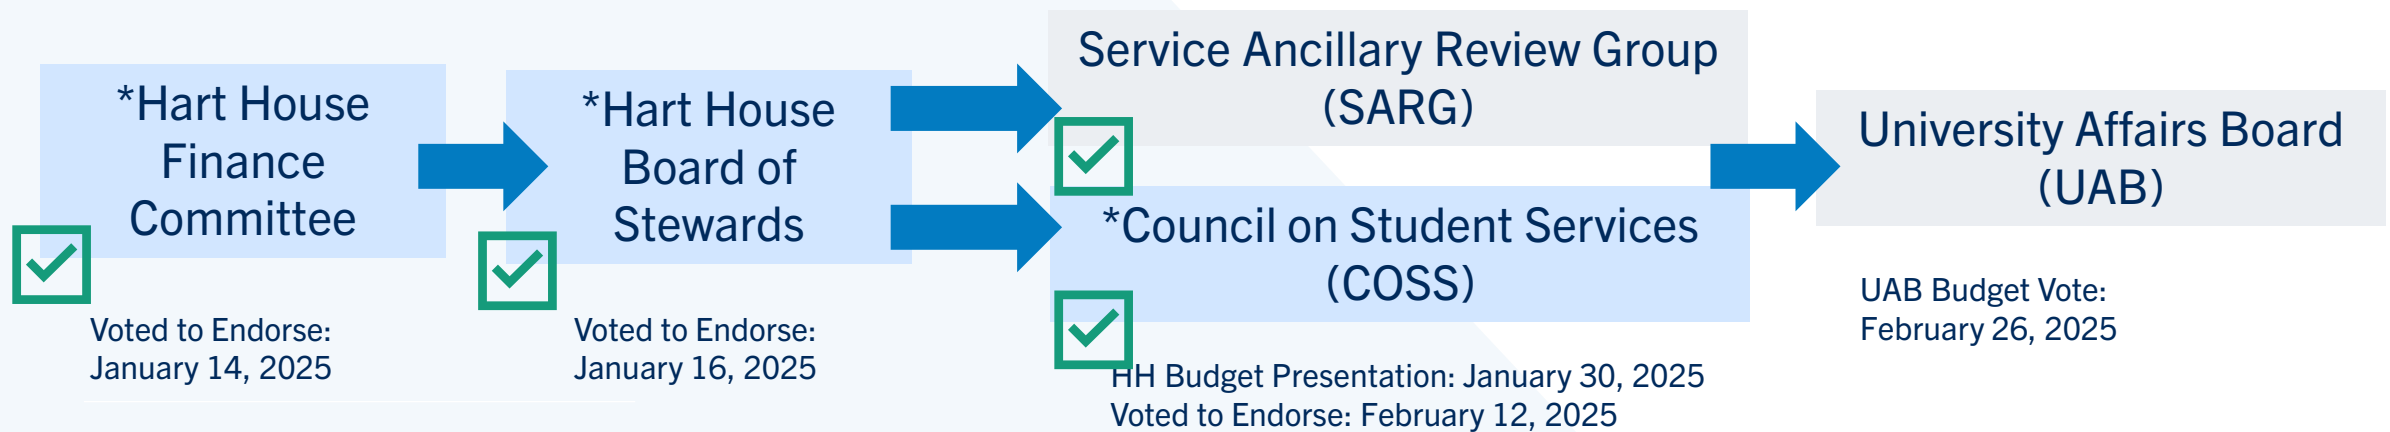 *Hart House
Finance
Committee
Voted to Endorse:
January 14, 2025
*Hart House
Board of
Stewards
Voted to Endorse:
January 16, 2025
Service Ancillary Review Group
(SARG)
*Council on Student Services
(COSS)
HH Budget Presentation: January 30, 2025
Voted to Endorse: February 12, 2025
University Affairs Board
(UAB)
UAB Budget Vote:
February 26, 2025